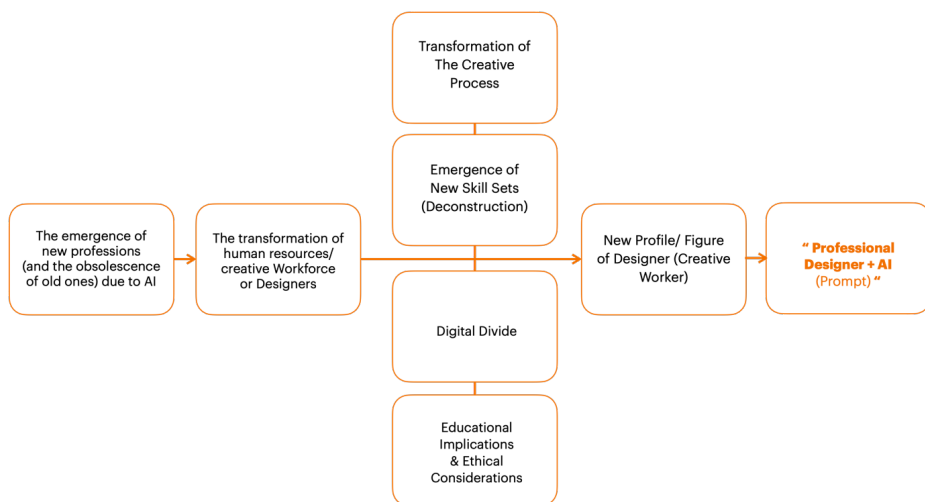 Transformation of
The Creative
Process
Emergence of
New Skill Sets
(Deconstruction)
The emergence of
new professions
(and the obsolescence
of old ones) due to AI
The transformation of
human resources/
creative Workforce
or Designers
New Profile/ Figure
of Designer (Creative
Worker)
“ Professional
Designer + AI
(Prompt) “
Digital Divide
Educational
Implications
& Ethical
Considerations